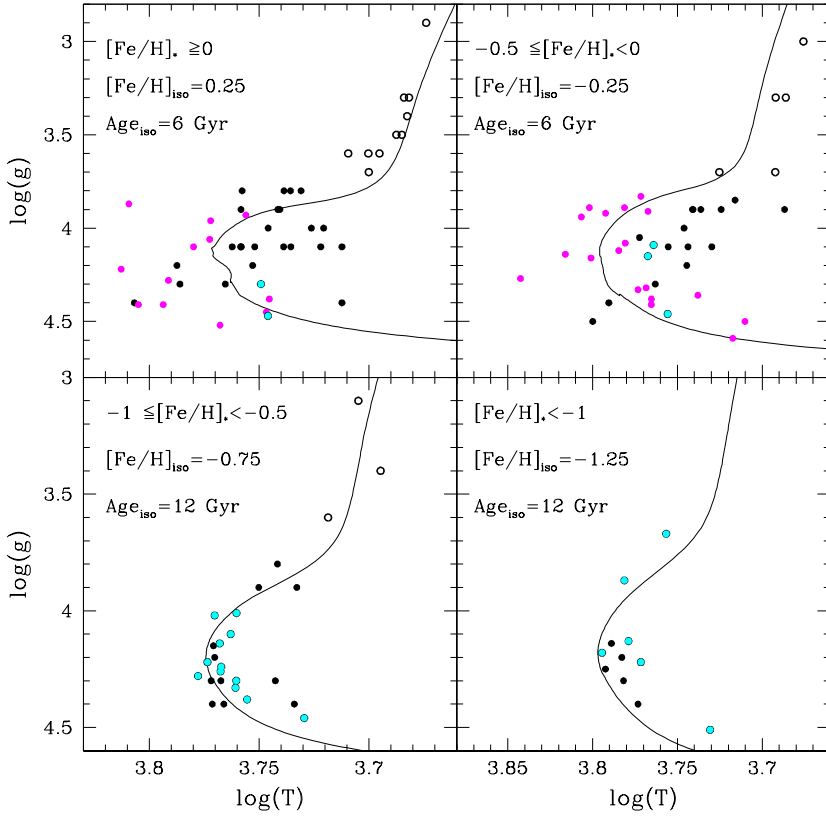 [Fe/H]* ≥0
[Fe/H]iso=0.25
Ageiso=6 Gyr
-0.5 ≤[Fe/H]*<0
[Fe/H]iso=-0.25
Ageiso=6 Gyr
3
3.5
4
4.5
log(g)
-1 ≤[Fe/H]*<-0.5
[Fe/H]iso=-0.75
Ageiso=12 Gyr
[Fe/H]*<-1
[Fe/H]iso=-1.25
Ageiso=12 Gyr
3
3.5
4
4.5
log(g)
3.8 3.75 3.7 3.85 3.8 3.75 3.7
log(T) log(T)